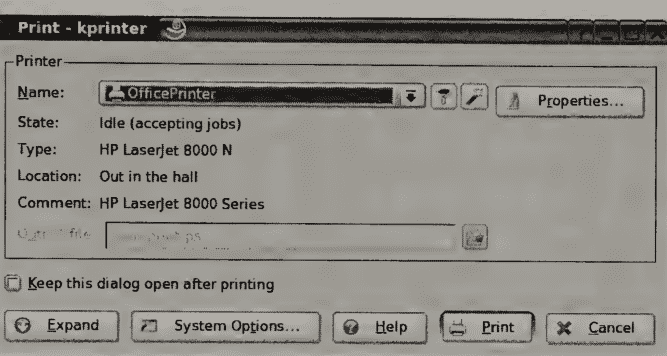 Print - kprinter
Printer
Name: OfficePrinter Properties...
State: Idle (accepting jobs)
Type: HP LaserJet 8000 N
Location: Out in the hall
Comment: HP LaserJet 8000 Series
Keep this dialog open after printing
Expand System Options... Help Print Cancel